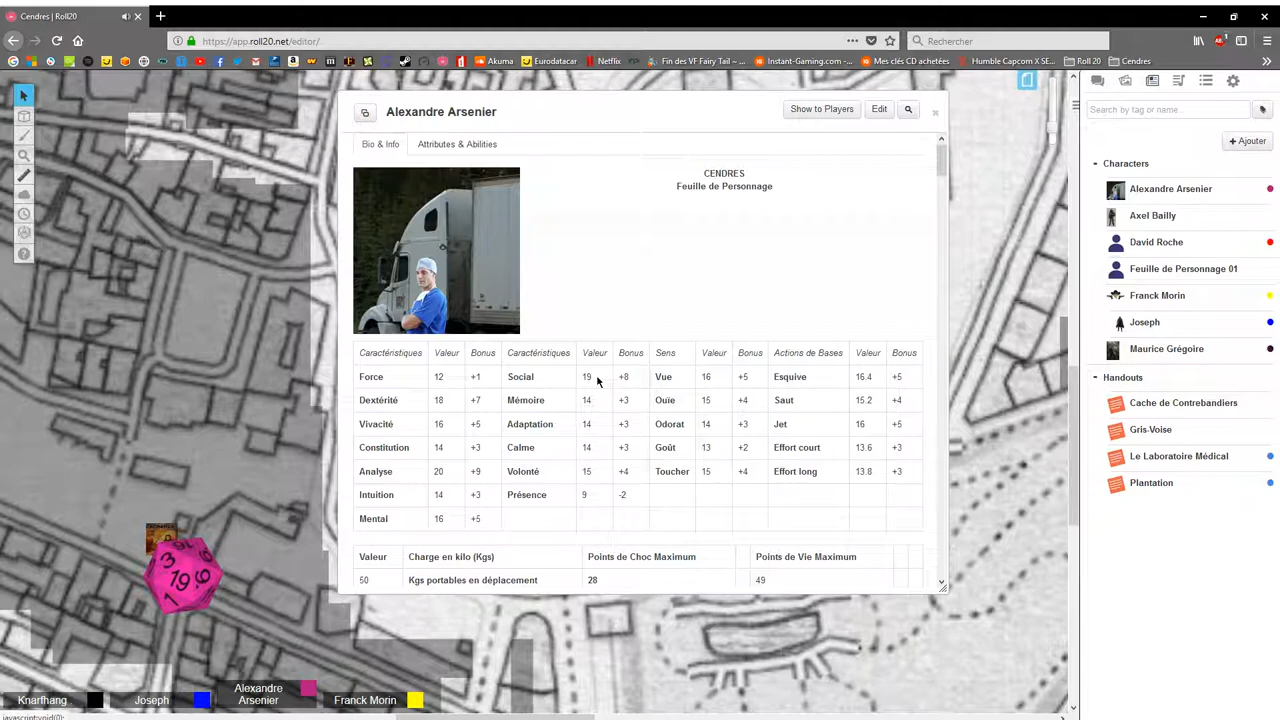 Cendres | Roll20
https://app.roll20.net/editor/
Rechercher
Akuma
Eurodatacar
Netflix
Fin des VF Fairy Tail ~...
Instant-Gaming.com -...
Mes clés CD achetées
Humble Capcom X SE...
Roll 20
Cendres
Alexandre Arsenier
Show to Players
Edit
Bio & Info
Attributes & Abilities
CENDRES
Feuille de Personnage
Caractéristiques Valeur Bonus Caractéristiques Valeur Bonus Sens Valeur Bonus Actions de Bases Valeur Bonus
Force 12 +1 Social 19 +8 Vue 16 +5 Esquive 16.4 +5
Dextérité 18 +7 Mémoire 14 +3 Ouïe 15 +4 Saut 15.2 +4
Vivacité 16 +5 Adaptation 14 +3 Odorat 14 +3 Jet 16 +5
Constitution 14 +3 Calme 14 +3 Goût 13 +2 Effort court 13.6 +3
Analyse 20 +9 Volonté 15 +4 Toucher 15 +4 Effort long 13.8 +3
Intuition 14 +3 Présence 9 -2
Mental 16 +5
Valeur Charge en kilo (Kgs) Points de Choc Maximum Points de Vie Maximum
50 Kgs portables en déplacement 28 49
Search by tag or name...
+ Ajouter
Characters
Alexandre Arsenier
Axel Bailly
David Roche
Feuille de Personnage 01
Franck Morin
Joseph
Maurice Grégoire
Handouts
Cache de Contrebandiers
Gris-Voise
Le Laboratoire Médical
Plantation
3
19
9
1
Knarfhang .
Joseph
Alexandre
Arsenier
Franck Morin
javascript:void(0);